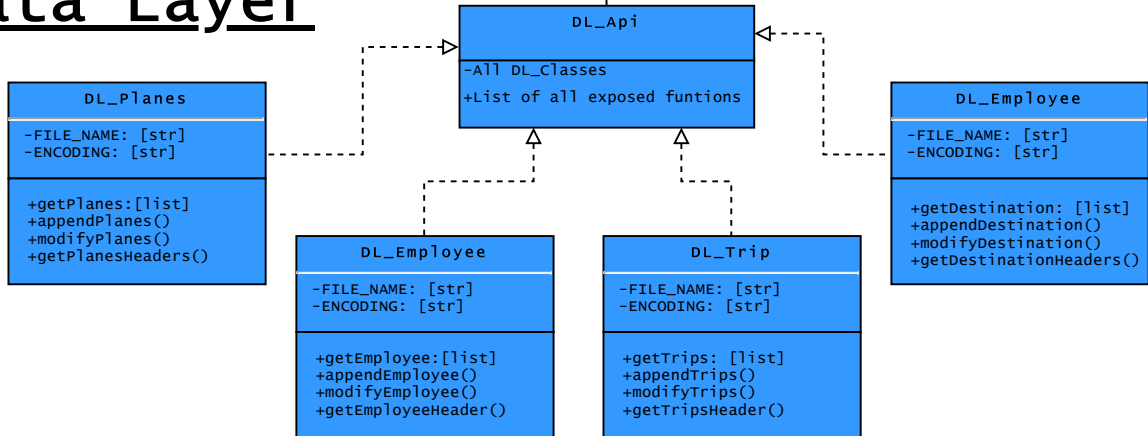 Layer
DL_Api
-All DL_Classes
+List of all exposed funtions
DL_Planes
-FILE_NAME: [str]
-ENCODING: [str]
+getPlanes:[list]
+appendPlanes()
+modifyPlanes()
+getPlanesHeaders()
DL_Employee
-FILE_NAME: [str]
-ENCODING: [str]
+getEmployee:[list]
+appendEmployee()
+modifyEmployee()
+getEmployeeHeader()
DL_Trip
-FILE_NAME: [str]
-ENCODING: [str]
+getTrips: [list]
+appendTrips()
+modifyTrips()
+getTripsHeader()
DL_Employee
-FILE_NAME: [str]
-ENCODING: [str]
+getDestination: [list]
+appendDestination()
+modifyDestination()
+getDestinationHeaders()